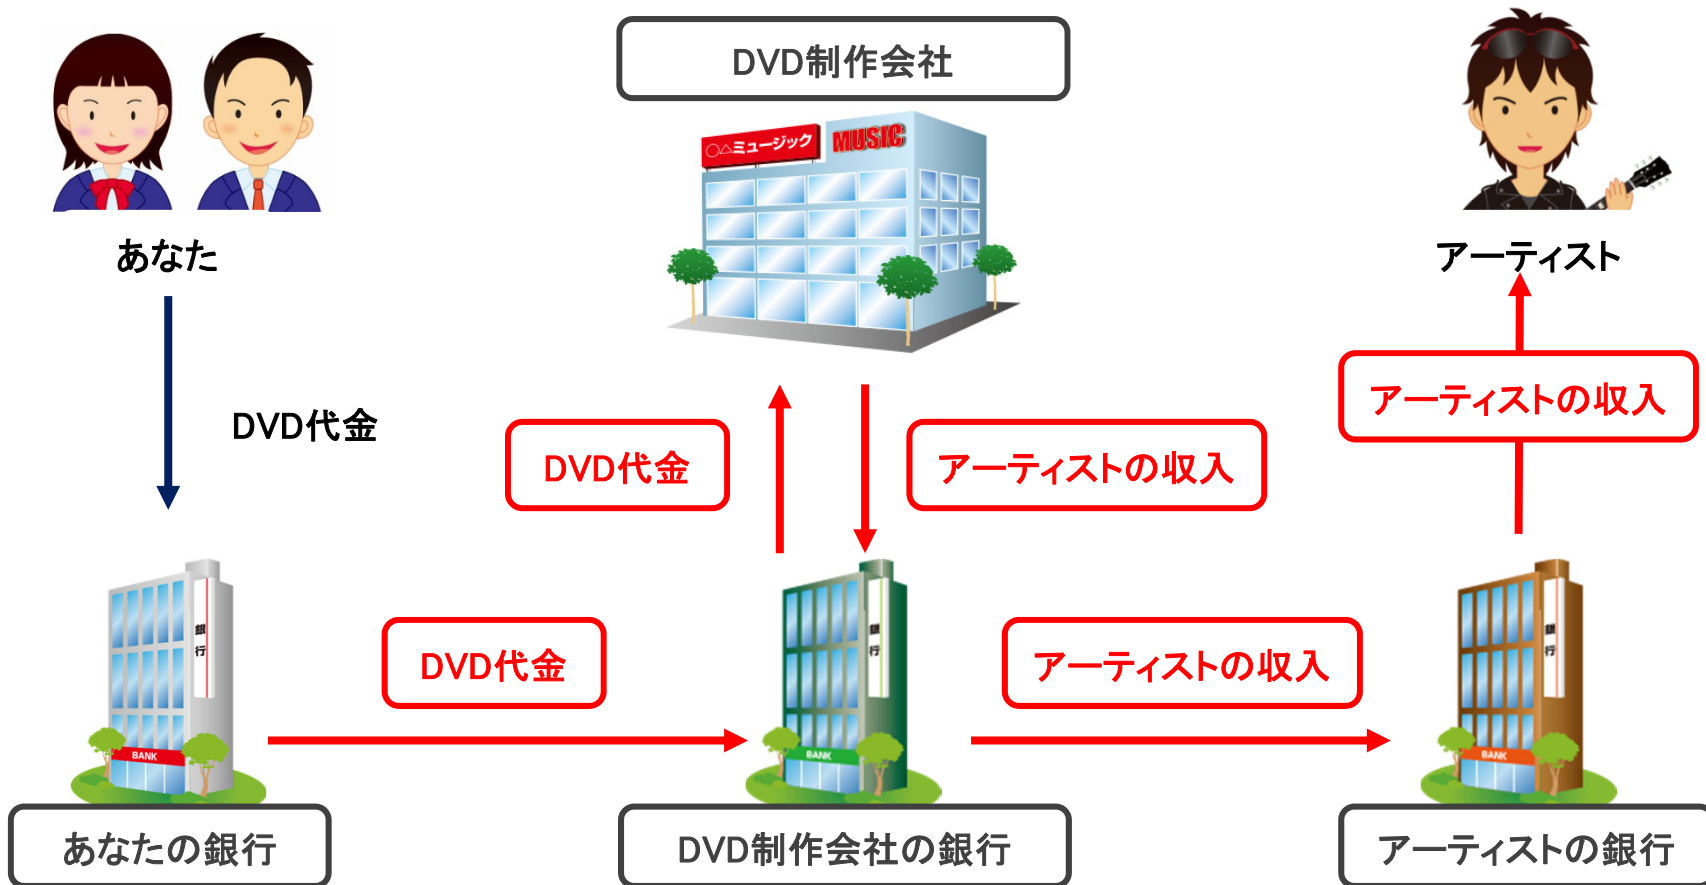 DVD制作会社
○△ミュージック
MUSIC
あなた
アーティスト
アーティストの収入
DVD代金
DVD代金
アーティストの収入
銀行
銀行
銀行
DVD代金
アーティストの収入
BANK
BANK
BANK
あなたの銀行
DVD制作会社の銀行
アーティストの銀行